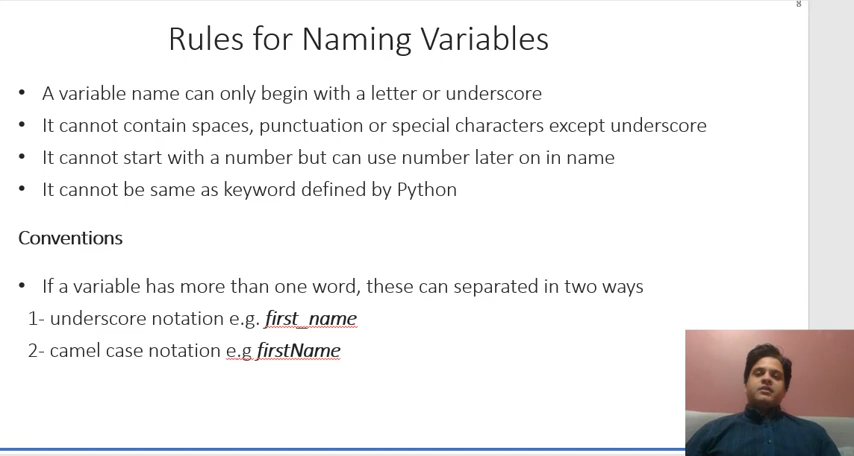 8
Rules for Naming Variables
• A variable name can only begin with a letter or underscore
• It cannot contain spaces, punctuation or special characters except underscore
• It cannot start with a number but can use number later on in name
• It cannot be same as keyword defined by Python
Conventions
• If a variable has more than one word, these can separated in two ways
1- underscore notation e.g. first_name
2- camel case notation e.g firstName